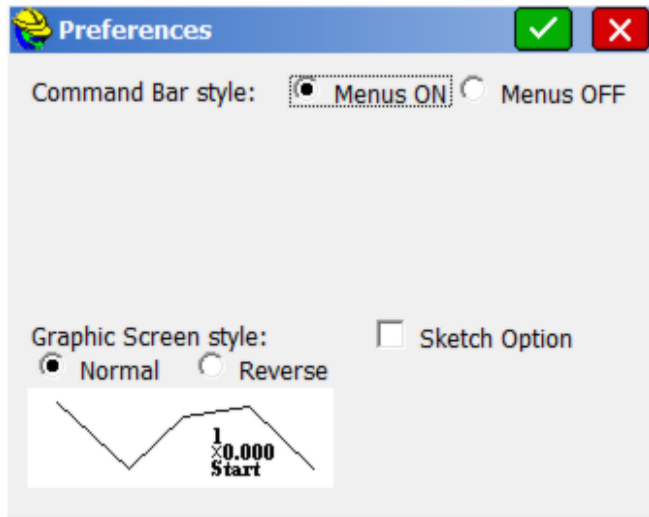 Preferences
Command Bar style: Menus ON Menus OFF
Graphic Screen style: Sketch Option
Normal Reverse
1
×0.000
Start